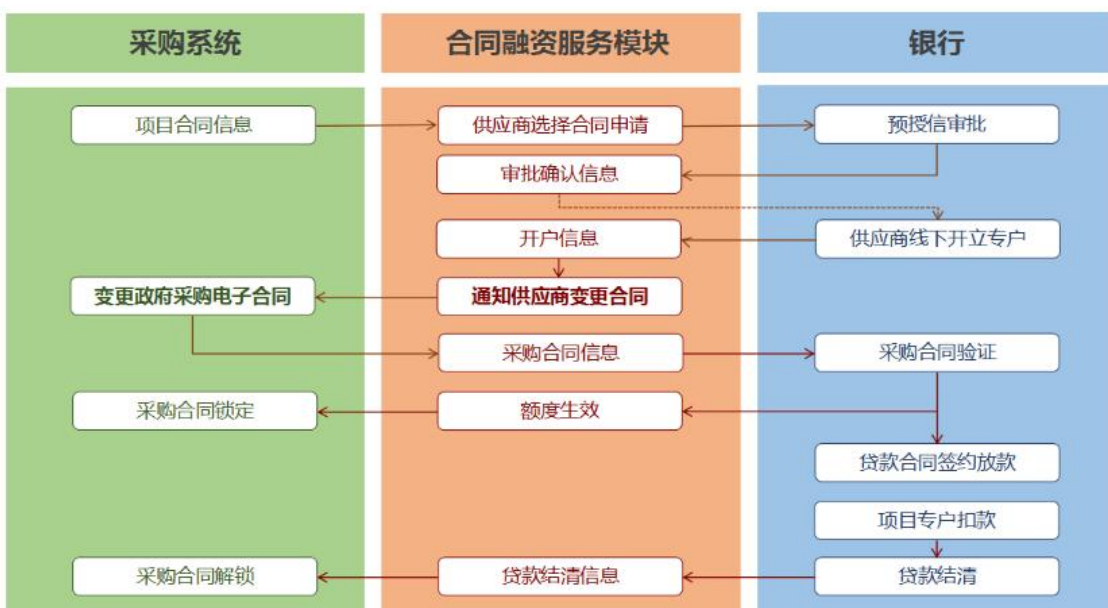 采购系统
合同融资服务模块
银行
项目合同信息
供应商选择合同申请
预授信审批
审批确认信息
开户信息
供应商线下开立专户
变更政府采购电子合同
通知供应商变更合同
采购合同信息
采购合同验证
采购合同锁定
额度生效
贷款合同签约放款
项目专户扣款
采购合同解锁
贷款结清信息
贷款结清